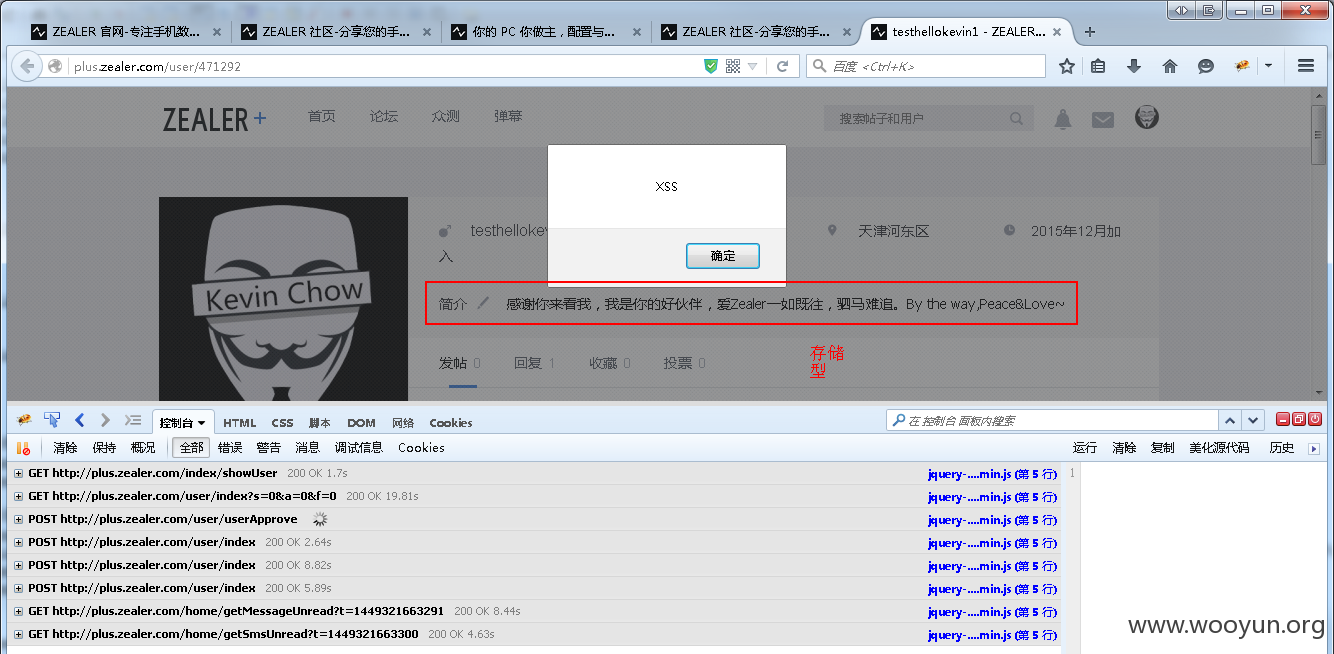 ZEALER 官网-专注手机数...
ZEALER 社区-分享您的手...
你的 PC 你做主，配置与...
ZEALER 社区-分享您的手...
testhellokevin1 - ZEALER...
plus.zealer.com/user/471292
百度 <Ctrl+K>
ZEALER+
首页
论坛
众测
弹幕
搜索帖子和用户
XSS
确定
Kevin Chow
testhellokev
天津河东区
2015年12月加
入
简介
感谢你来看我，我是你的好伙伴，爱Zealer一如既往，驷马难追。By the way,Peace&Love~
发帖 0
回复 1
收藏 0
投票 0
存储
型
控制台
HTML
CSS
脚本
DOM
网络
Cookies
在 控制台 面板内搜索
清除
保持
概况
全部
错误
警告
消息
调试信息
Cookies
运行
清除
复制
美化源代码
历史
GET http://plus.zealer.com/index/showUser 200 OK 1.7s jquery-....min.js (第 5 行)
GET http://plus.zealer.com/user/index?s=0&a=0&f=0 200 OK 19.81s jquery-....min.js (第 5 行)
POST http://plus.zealer.com/user/userApprove jquery-....min.js (第 5 行)
POST http://plus.zealer.com/user/index 200 OK 2.64s jquery-....min.js (第 5 行)
POST http://plus.zealer.com/user/index 200 OK 8.82s jquery-....min.js (第 5 行)
POST http://plus.zealer.com/user/index 200 OK 5.89s jquery-....min.js (第 5 行)
GET http://plus.zealer.com/home/getMessageUnread?t=1449321663291 200 OK 8.44s jquery-....min.js (第 5 行)
GET http://plus.zealer.com/home/getSmsUnread?t=1449321663300 200 OK 4.63s jquery-....min.js (第 5 行)
1
www.wooyun.org